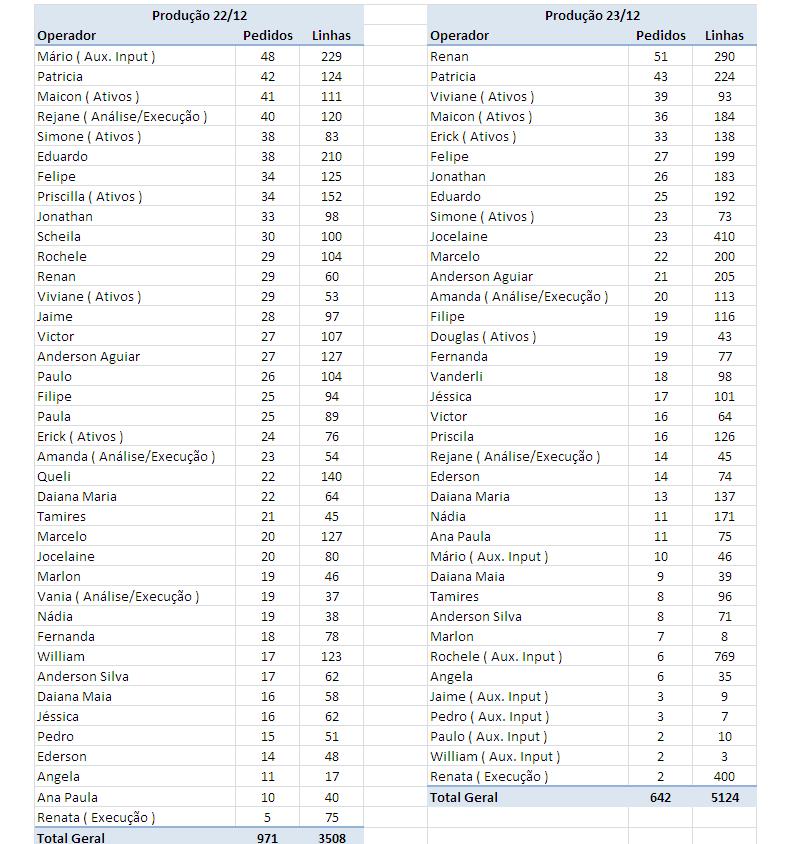 Produção 22/12
Operador Pedidos Linhas
Mário ( Aux. Input ) 48 229
Patricia 42 124
Maicon ( Ativos ) 41 111
Rejane ( Análise/Execução ) 40 120
Simone ( Ativos ) 38 83
Eduardo 38 210
Felipe 34 125
Priscilla ( Ativos ) 34 152
Jonathan 33 98
Scheila 30 100
Rochele 29 104
Renan 29 60
Viviane ( Ativos ) 29 53
Jaime 28 97
Victor 27 107
Anderson Aguiar 27 127
Paulo 26 104
Filipe 25 94
Paula 25 89
Erick ( Ativos ) 24 76
Amanda ( Análise/Execução ) 23 54
Queli 22 140
Daiana Maria 22 64
Tamires 21 45
Marcelo 20 127
Jocelaine 20 80
Marlon 19 46
Vania ( Análise/Execução ) 19 37
Nádia 19 38
Fernanda 18 78
William 17 123
Anderson Silva 17 62
Daiana Maia 16 58
Jéssica 16 62
Pedro 15 51
Ederson 14 48
Angela 11 17
Ana Paula 10 40
Renata ( Execução ) 5 75
Total Geral 971 3508
Produção 23/12
Operador Pedidos Linhas
Renan 51 290
Patricia 43 224
Viviane ( Ativos ) 39 93
Maicon ( Ativos ) 36 184
Erick ( Ativos ) 33 138
Felipe 27 199
Jonathan 26 183
Eduardo 25 192
Simone ( Ativos ) 23 73
Jocelaine 23 410
Marcelo 22 200
Anderson Aguiar 21 205
Amanda ( Análise/Execução ) 20 113
Filipe 19 116
Douglas ( Ativos ) 19 43
Fernanda 19 77
Vanderli 18 98
Jéssica 17 101
Victor 16 64
Priscila 16 126
Rejane ( Análise/Execução ) 14 45
Ederson 14 74
Daiana Maria 13 137
Nádia 11 171
Ana Paula 11 75
Mário ( Aux. Input ) 10 46
Daiana Maia 9 39
Tamires 8 96
Anderson Silva 8 71
Marlon 7 8
Rochele ( Aux. Input ) 6 769
Angela 6 35
Jaime ( Aux. Input ) 3 9
Pedro ( Aux. Input ) 3 7
Paulo ( Aux. Input ) 2 10
William ( Aux. Input ) 2 3
Renata ( Execução ) 2 400
Total Geral 642 5124